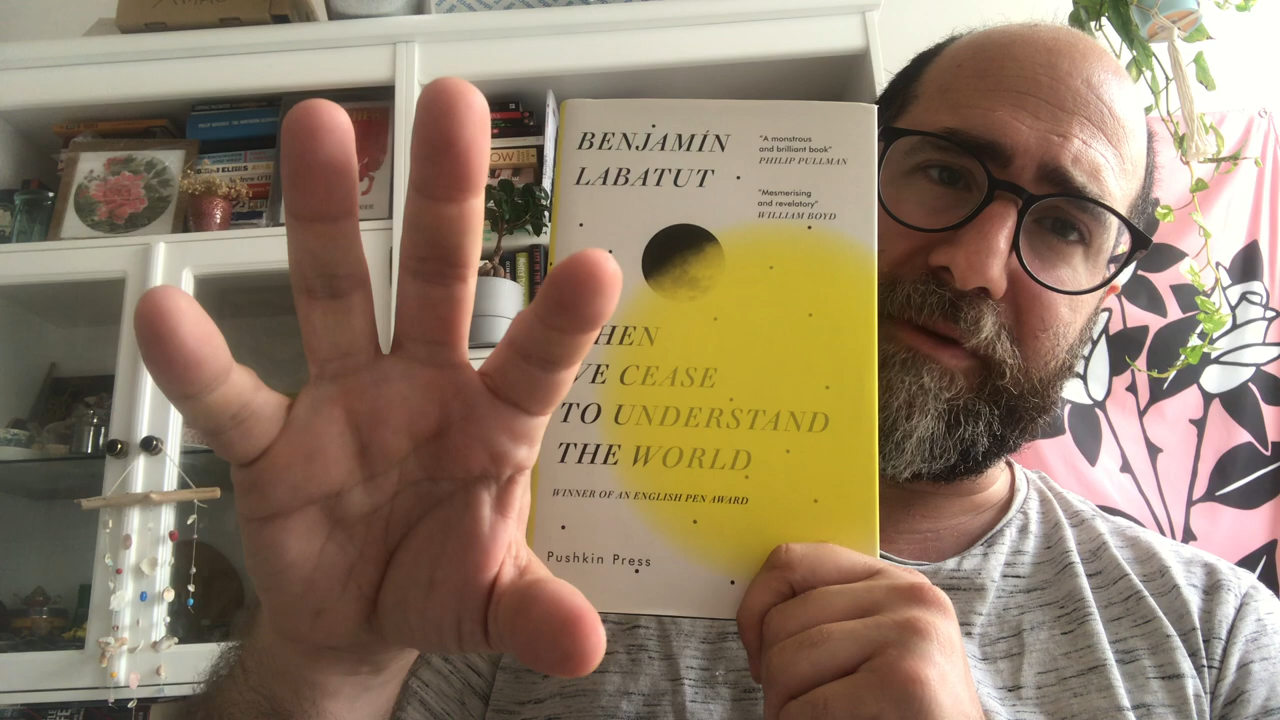 BENJAMÍN
LABATUT
"A monstrous
and brilliant book"
PHILIP PULLMAN
"Mesmerising
and revelatory"
WILLIAM BOYD
HEN
VE CEASE
TO UNDERSTAND
THE WORLD
WINNER OF AN ENGLISH PEN AWARD
Pushkin Press